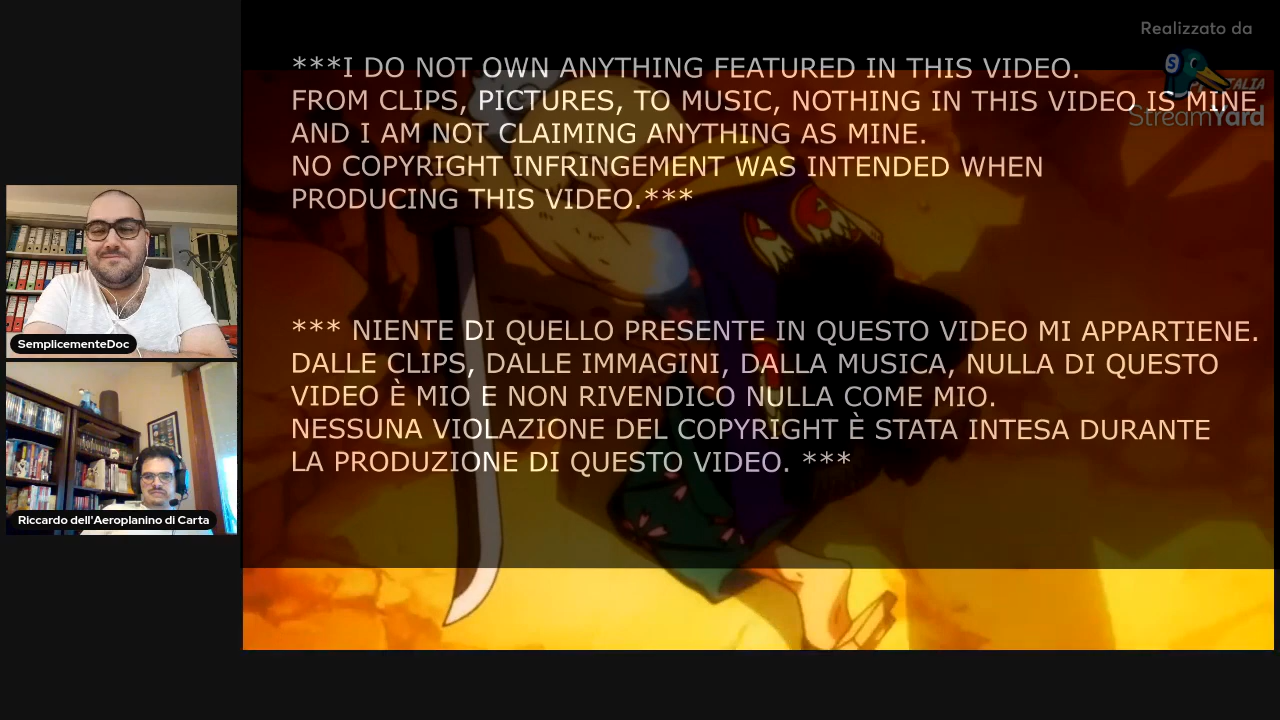 Realizzato da
***I DO NOT OWN ANYTHING FEATURED IN THIS VIDEO.
FROM CLIPS, PICTURES, TO MUSIC, NOTHING IN THIS VIDEO IS MINE
AND I AM NOT CLAIMING ANYTHING AS MINE.
NO COPYRIGHT INFRINGEMENT WAS INTENDED WHEN
PRODUCING THIS VIDEO.***
StreamYard
*** NIENTE DI QUELLO PRESENTE IN QUESTO VIDEO MI APPARTIENE.
DALLE CLIPS, DALLE IMMAGINI, DALLA MUSICA, NULLA DI QUESTO
VIDEO È MIO E NON RIVENDICO NULLA COME MIO.
NESSUNA VIOLAZIONE DEL COPYRIGHT È STATA INTESA DURANTE
LA PRODUZIONE DI QUESTO VIDEO. ***
SemplicementeDoc
Riccardo dell'Aeroplanino di Carta